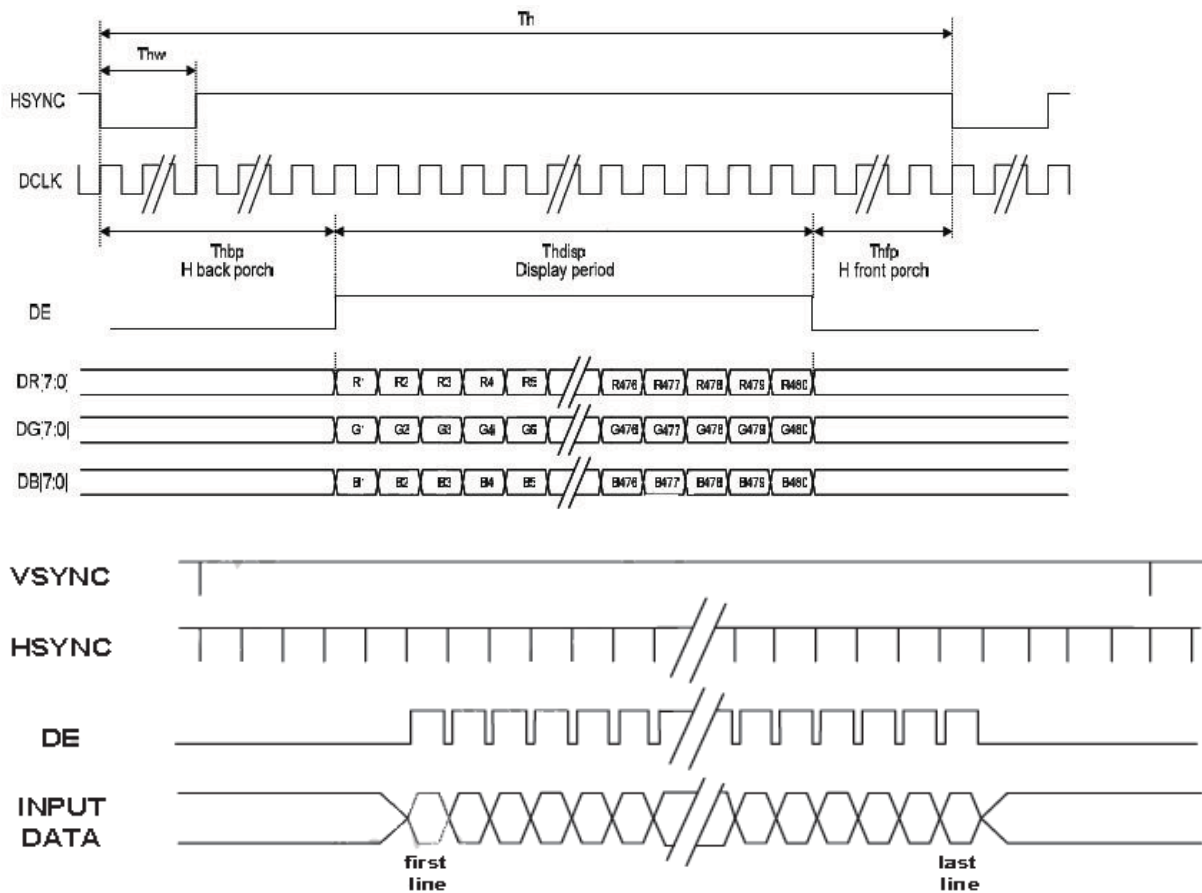 Th
Thw
HSYNC
DCLK
Thbp
H back porch
Thdisp
Display period
Thfp
H front porch
DE
DR[7:0]
R1 R2 R3 R4 R5 R476 R477 R478 R479 R480
DG[7:0]
G1 G2 G3 G4 G5 G476 G477 G478 G479 G480
DB[7:0]
B1 B2 B3 B4 B5 B476 B477 B478 B479 B480
VSYNC
HSYNC
DE
INPUT
DATA
first
line
last
line